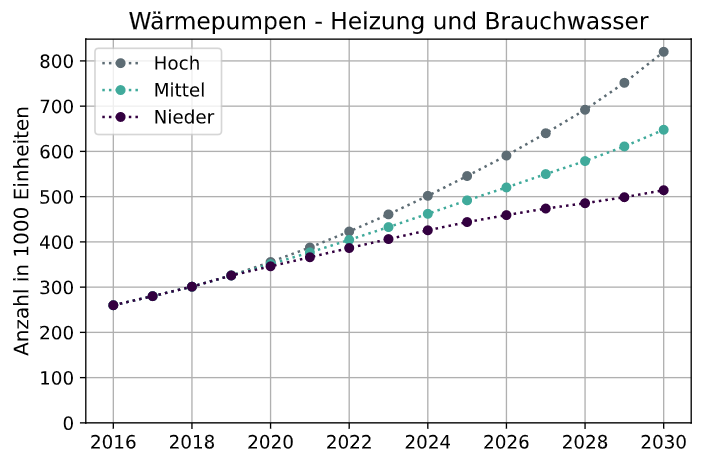 Wärmepumpen - Heizung und Brauchwasser
Hoch
Mittel
Nieder
Anzahl in 1000 Einheiten
800
700
600
500
400
300
200
100
0
2016 2018 2020 2022 2024 2026 2028 2030